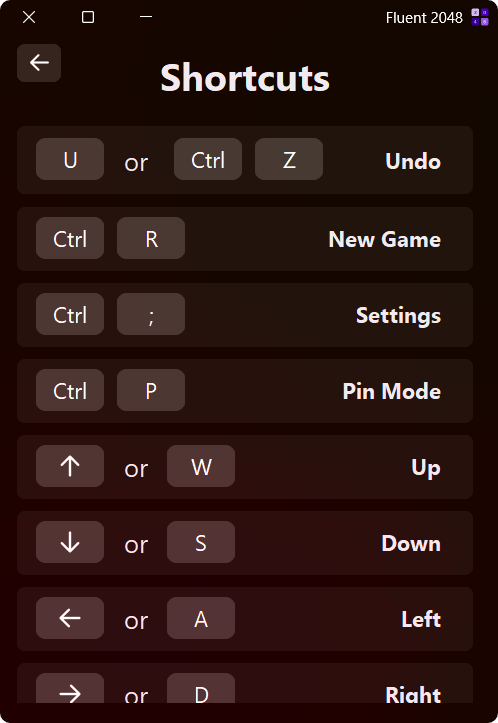 Fluent 2048
Shortcuts
U or Ctrl Z Undo
Ctrl R New Game
Ctrl ; Settings
Ctrl P Pin Mode
↑ or W Up
↓ or S Down
← or A Left
→ or D Right